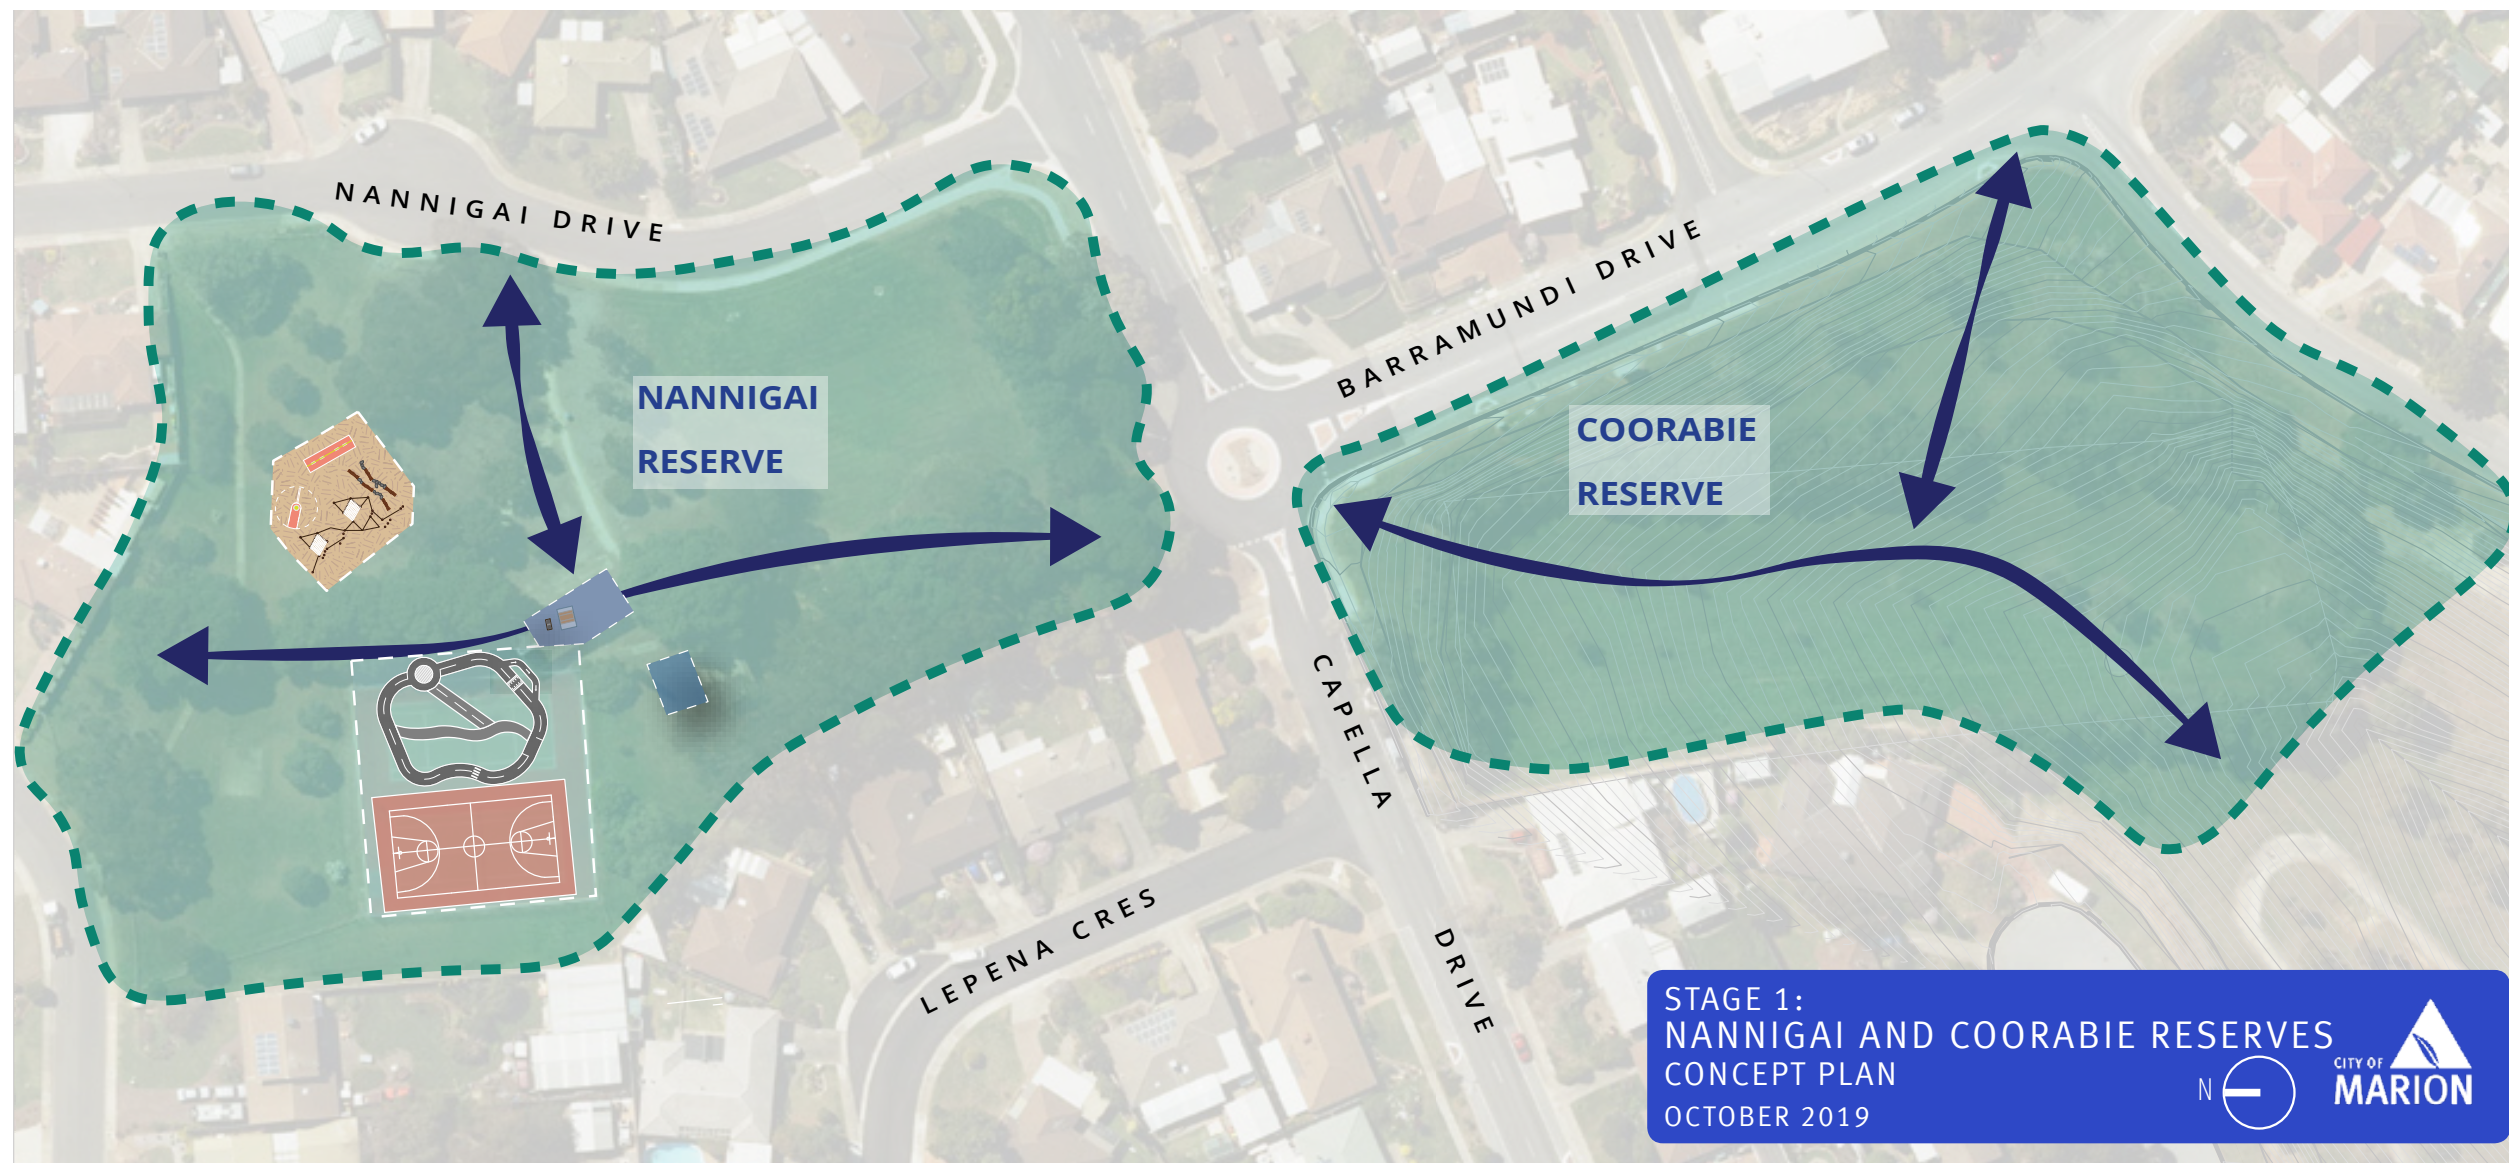 NANNIGAI DRIVE
BARRAMUNDI DRIVE
NANNIGAI
RESERVE
COORABIE
RESERVE
CAPELLA
DRIVE
LEPENA CRES
STAGE 1:
NANNIGAI AND COORABIE RESERVES
CONCEPT PLAN
OCTOBER 2019
N
CITY OF
MARION